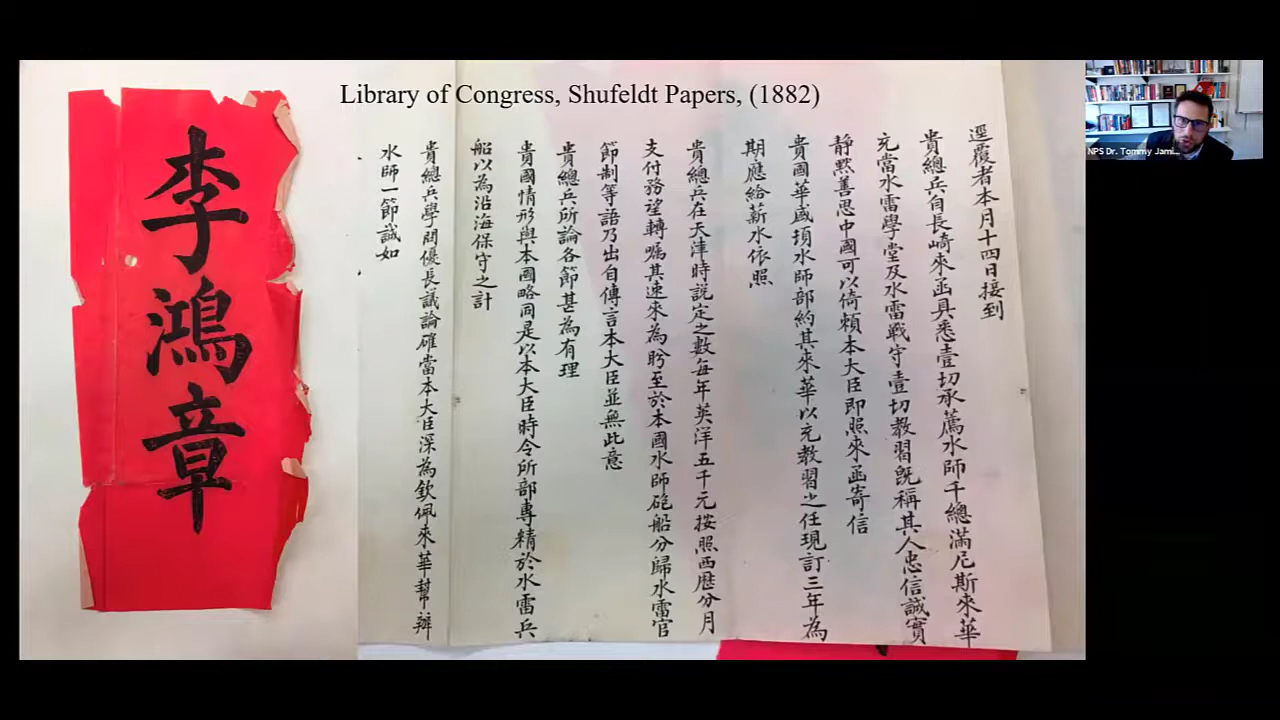 Library of Congress, Shufeldt Papers, (1882)
李鴻章
逕覆者本月十四日接到
貴總兵自長崎來函具悉壹切承薦水師千總滿尼斯來華
充當水雷學堂及水雷戰守壹切教習既稱其人忠信誠實
靜默善思中國可以倚賴本大臣即照來函寄信
貴國華盛頓水師部約其來華以充教習之任現訂三年為
期應給薪水依照
貴總兵在天津時說定之數每年英洋五千元按照西歷分月
支付務望轉囑其速來為盼至於本國水師砲船分歸水雷官
節制等語乃出自傳言本大臣並無此意
貴總兵所論各節甚為有理
貴國情形與本國略同是以本大臣時令所部專精於水雷兵
船以為沿海保守之計
貴總兵學問優長議論確當本大臣深為欽佩來華幫辦
水師一節誠如
NPS Dr. Tommy Jami...